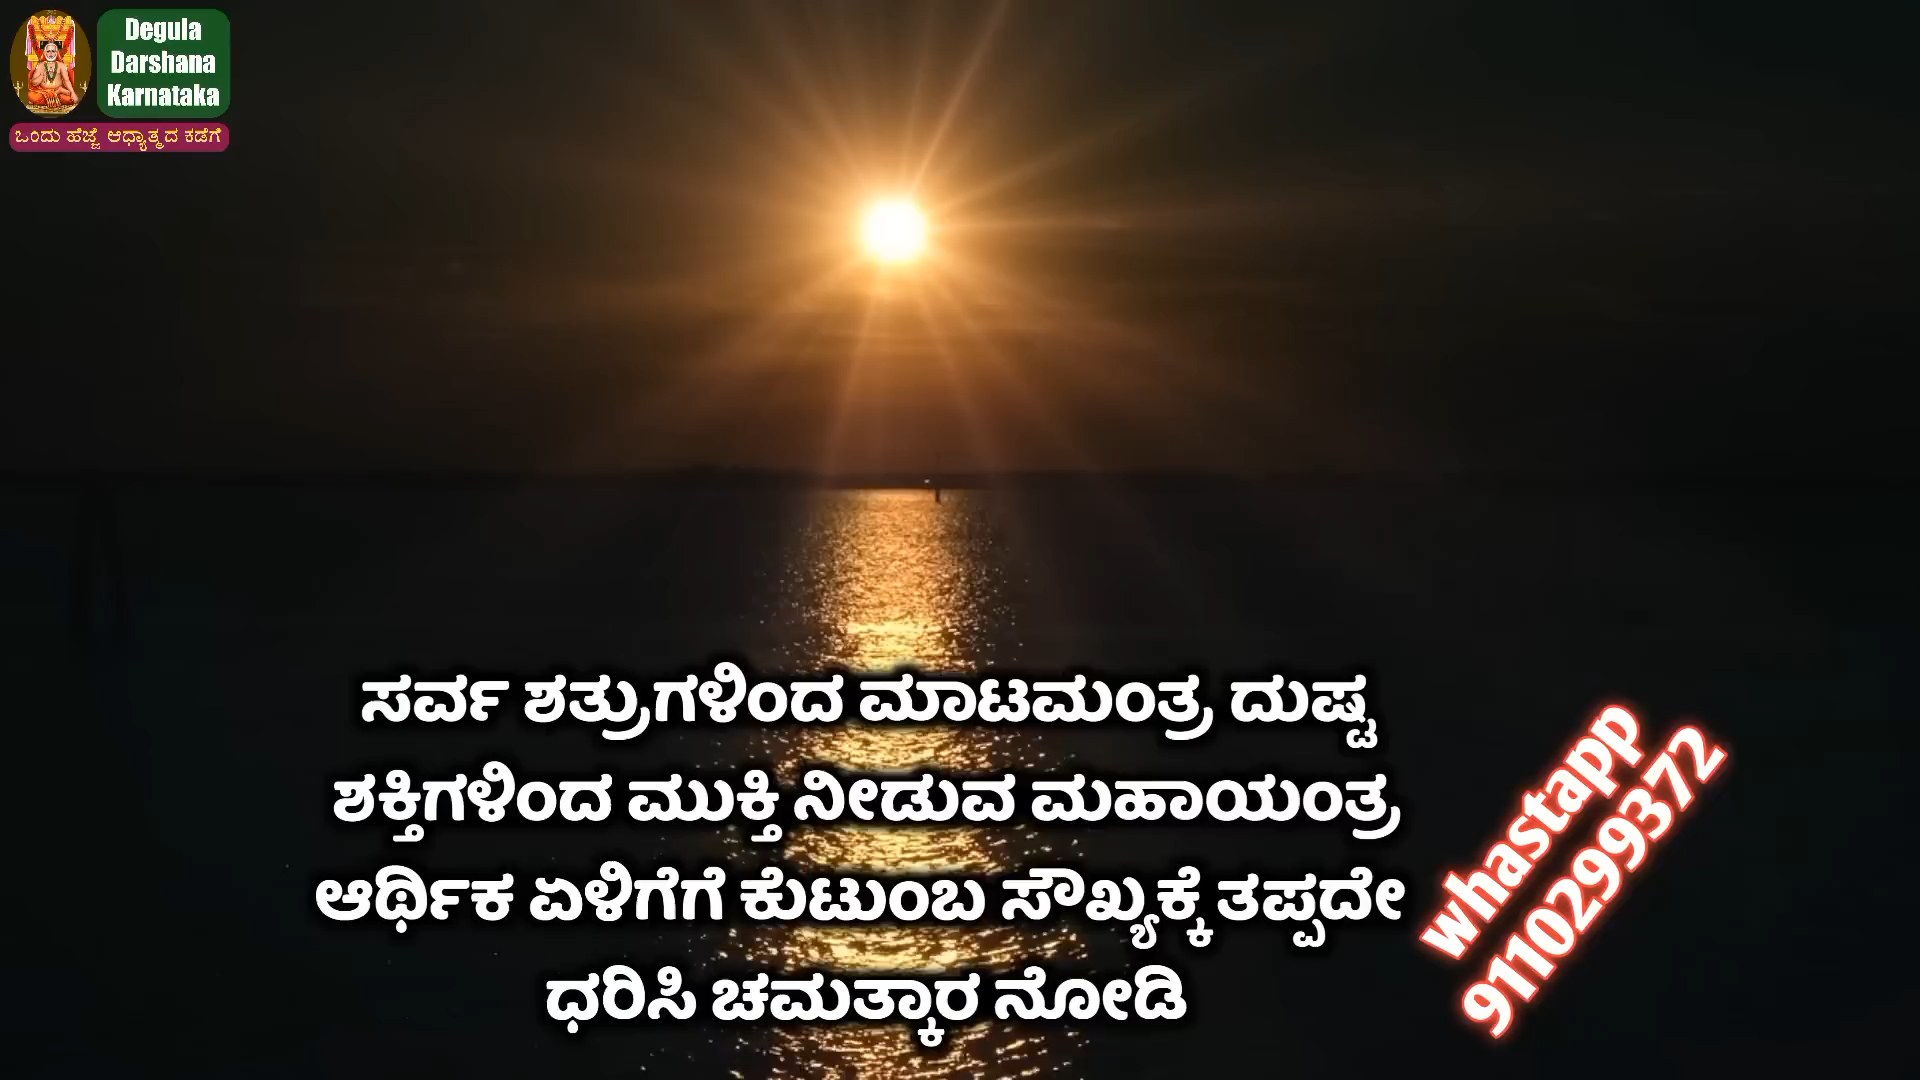 Degula
Darshana
Karnataka
ಒಂದು ಹೆಜ್ಜೆ ಆಧ್ಯಾತ್ಮದ ಕಡೆಗೆ
ಸರ್ವ ಶತ್ರುಗಳಿಂದ ಮಾಟಮಂತ್ರ ದುಷ್ಟ
ಶಕ್ತಿಗಳಿಂದ ಮುಕ್ತಿ ನೀಡುವ ಮಹಾಯಂತ್ರ
ಆರ್ಥಿಕ ಏಳಿಗೆಗೆ ಕುಟುಂಬ ಸೌಖ್ಯಕ್ಕೆ ತಪ್ಪದೇ
ಧರಿಸಿ ಚಮತ್ಕಾರ ನೋಡಿ
whastapp
9110299372